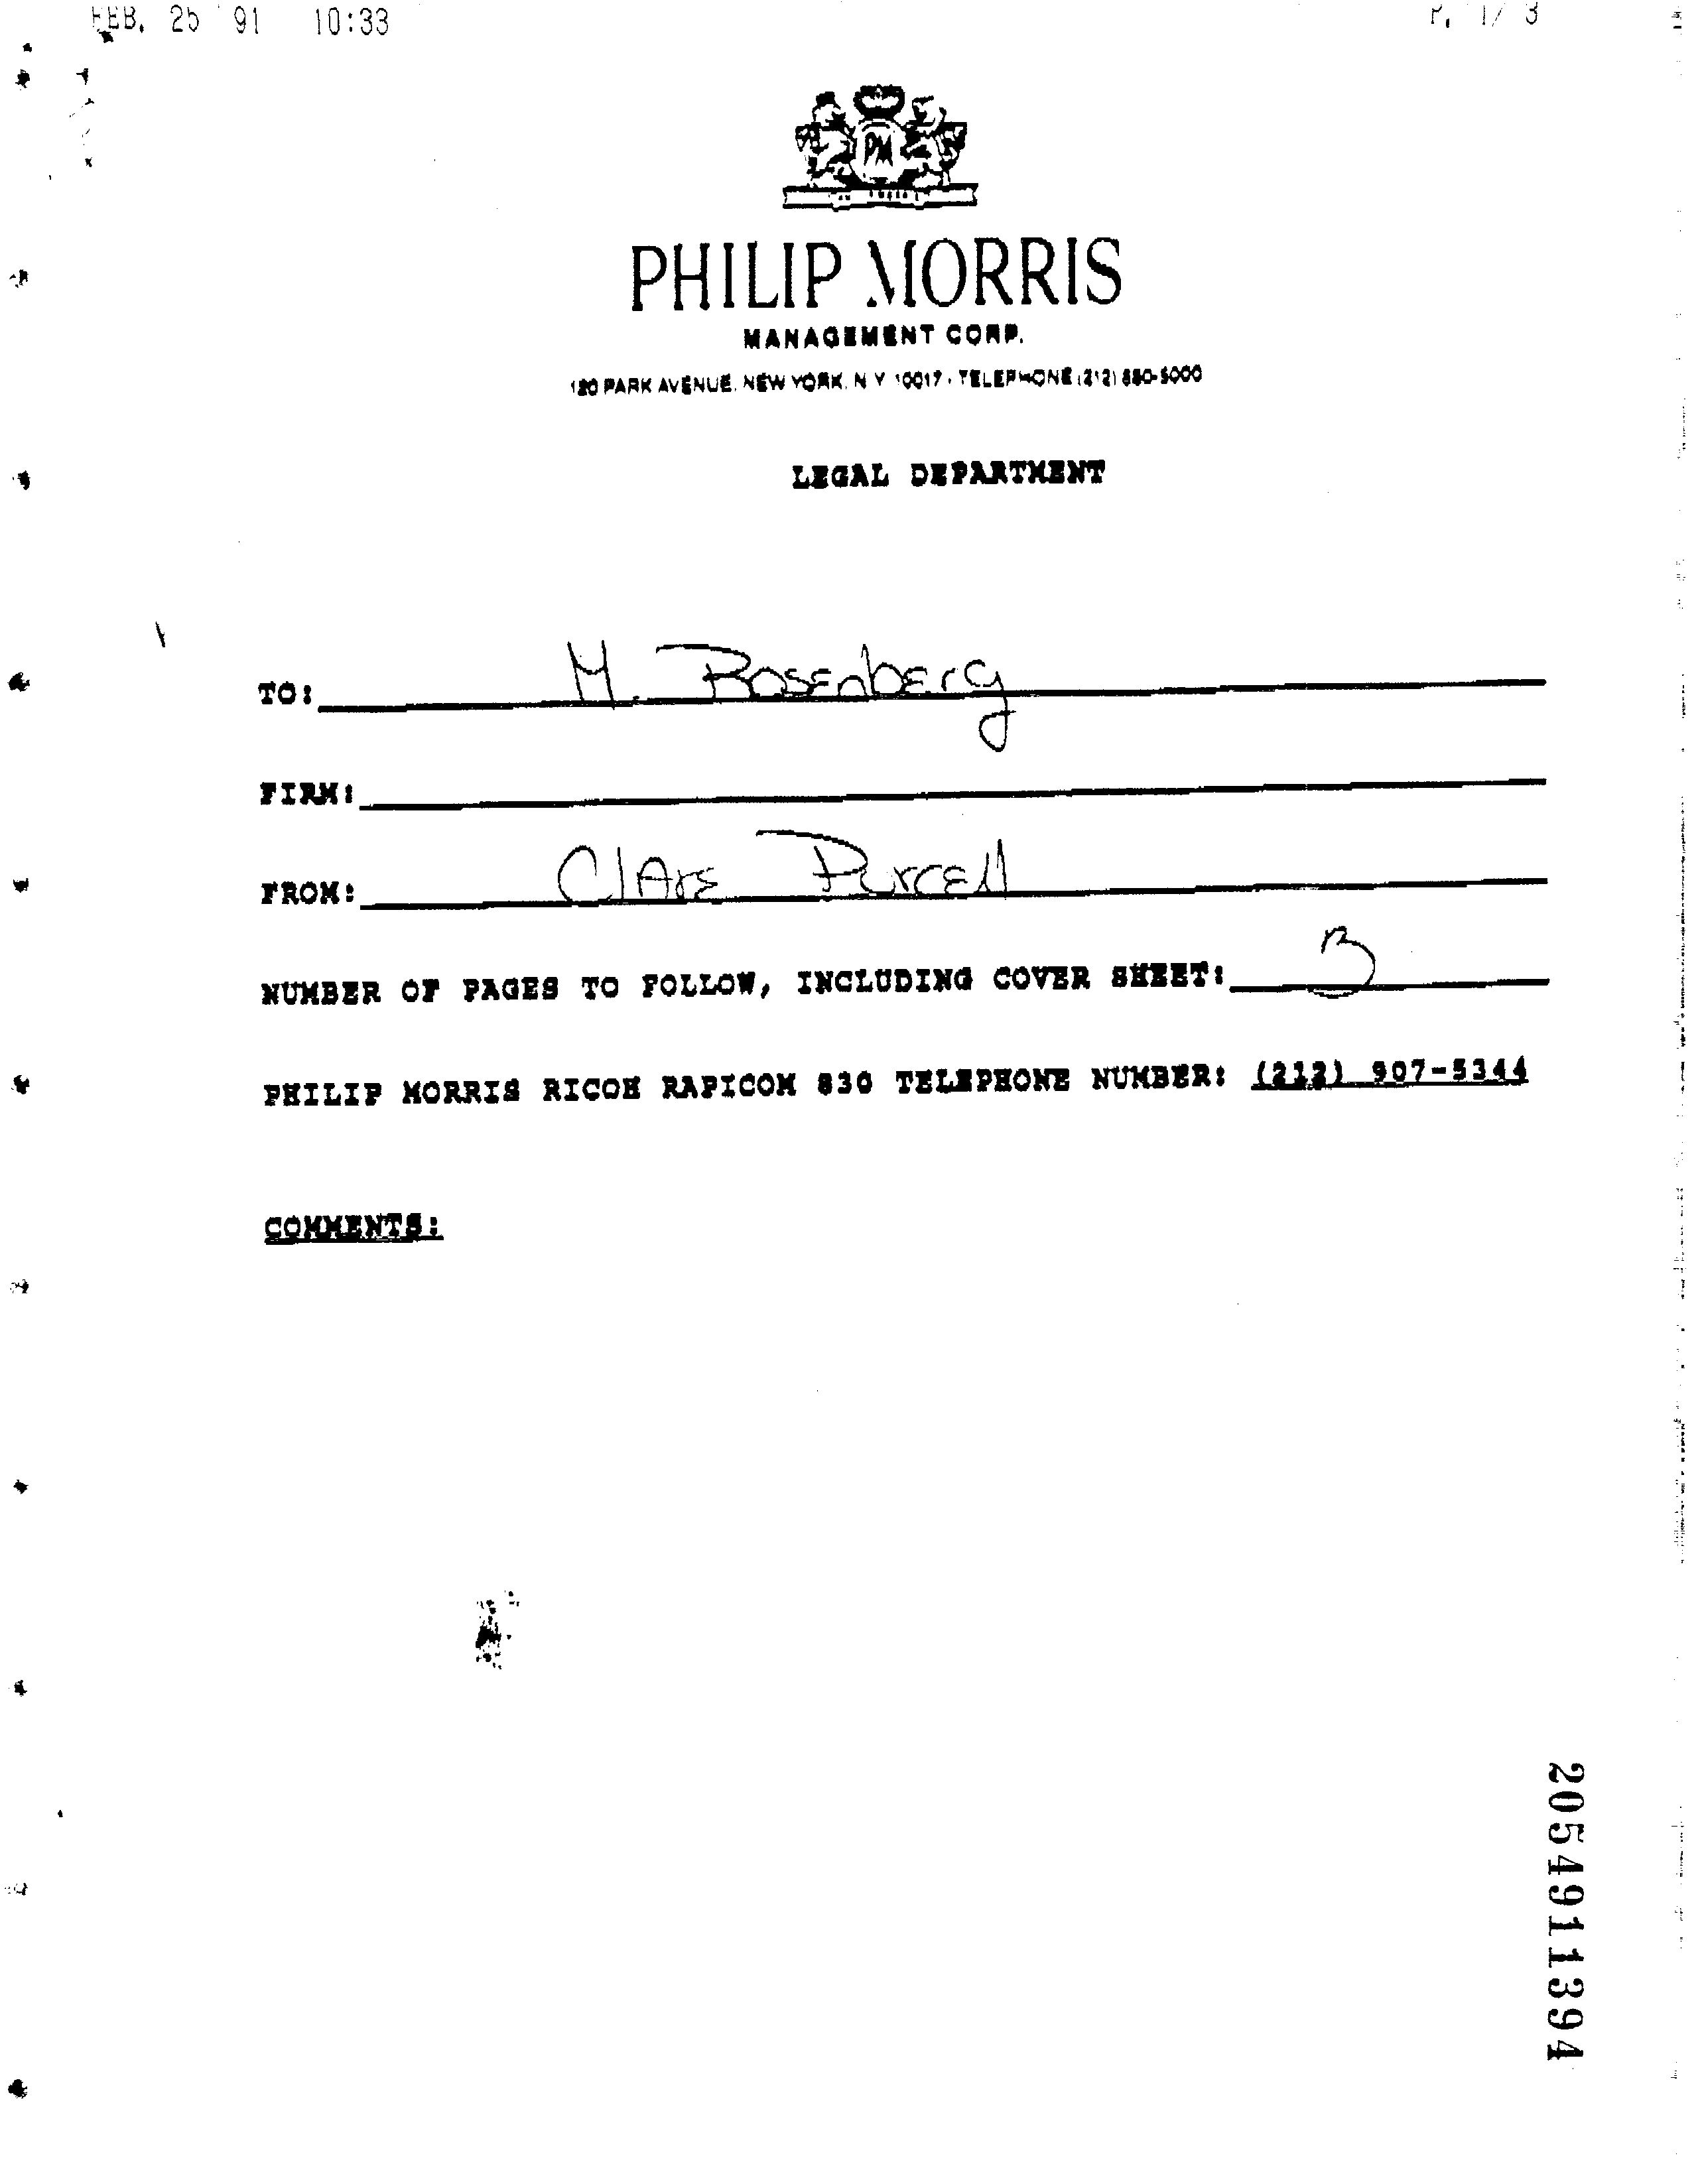 FEB. 25 '91 10:33 P. 1/ 3
PM
PHILIP MORRIS
MANAGEMENT CORP.
120 PARK AVENUE, NEW YORK, N.Y. 10017 · TELEPHONE (212) 880-5000
LEGAL DEPARTMENT
TO: M. Rosenberg
FIRM:
FROM: Clare Purcell
NUMBER OF PAGES TO FOLLOW, INCLUDING COVER SHEET: 3
PHILIP MORRIS RICOH RAPICOM 830 TELEPHONE NUMBER: (212) 907-5344
COMMENTS:
2054911394